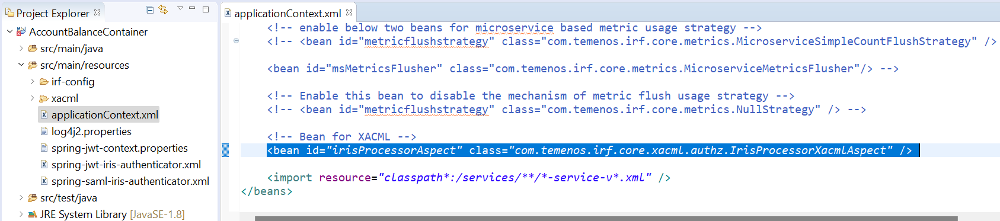 Project Explorer
AccountBalanceContainer
src/main/java
src/main/resources
irf-config
xacml
applicationContext.xml
log4j2.properties
spring-jwt-context.properties
spring-jwt-iris-authenticator.xml
spring-saml-iris-authenticator.xml
src/test/java
JRE System Library [JavaSE-1.8]
applicationContext.xml
<!-- enable below two beans for microservice based metric usage strategy -->
<!-- <bean id="metricflushstrategy" class="com.temenos.irf.core.metrics.MicroserviceSimpleCountFlushStrategy" />
<bean id="msMetricsFlusher" class="com.temenos.irf.core.metrics.MicroserviceMetricsFlusher"/> -->
<!-- Enable this bean to disable the mechanism of metric flush usage strategy -->
<!-- <bean id="metricflushstrategy" class="com.temenos.irf.core.metrics.NullStrategy" /> -->
<!-- Bean for XACML -->
<bean id="irisProcessorAspect" class="com.temenos.irf.core.xacml.authz.IrisProcessorXacmlAspect" />
<import resource="classpath*:/services/**/*-service-v*.xml" />
</beans>